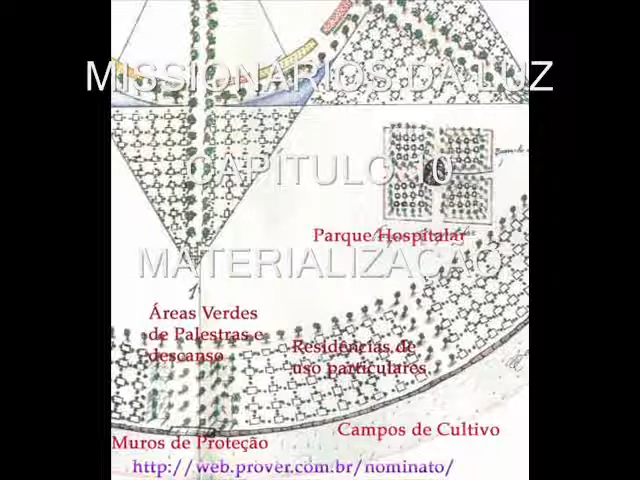 MISSIONÁRIOS DA LUZ
CAPÍTULO 10
Parque Hospitalar
MATERIALIZAÇÃO
1
Áreas Verdes
de Palestras e
descanso
Residências de
uso particulares
Campos de Cultivo
Muros de Proteção
http://web.prover.com.br/nominato/